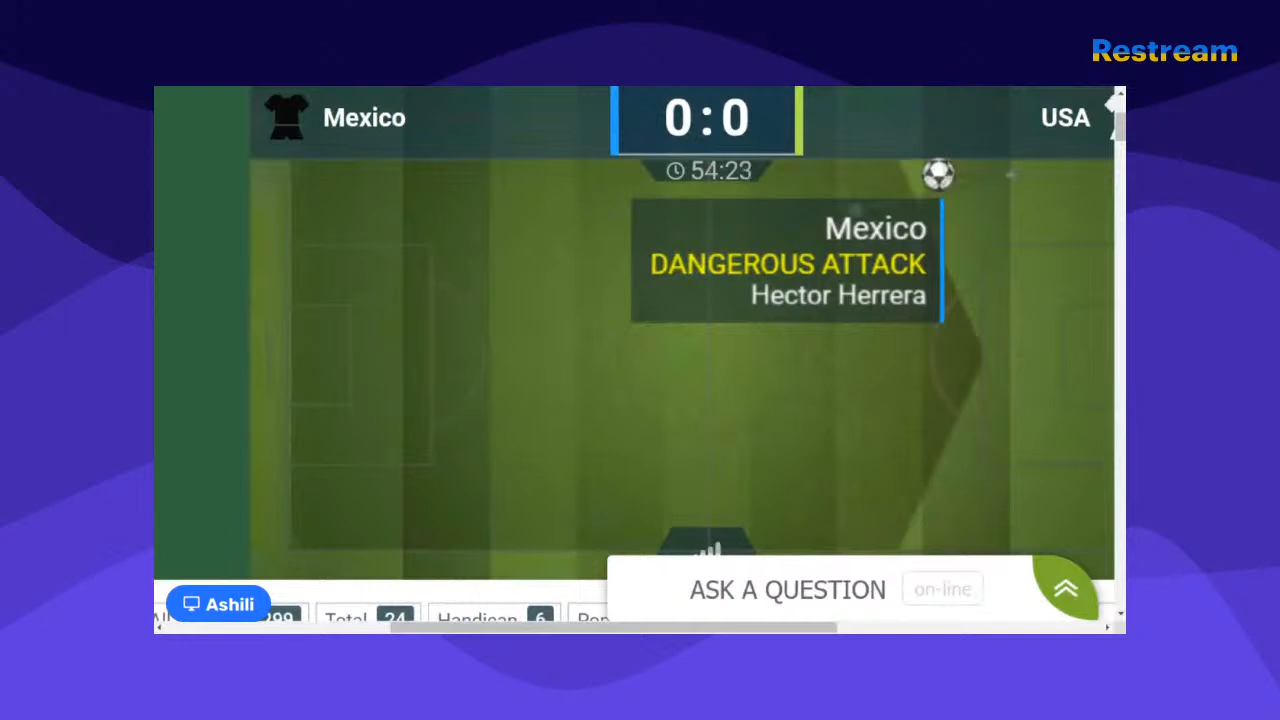 Restream
Mexico
0:0
USA
54:23
Mexico
DANGEROUS ATTACK
Hector Herrera
ASK A QUESTION
on-line
Ashili
Total 24
Handicap 6